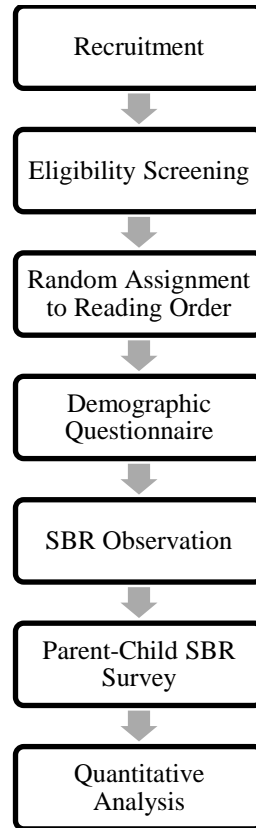 Recruitment
Eligibility Screening
Random Assignment
to Reading Order
Demographic
Questionnaire
SBR Observation
Parent-Child SBR
Survey
Quantitative
Analysis